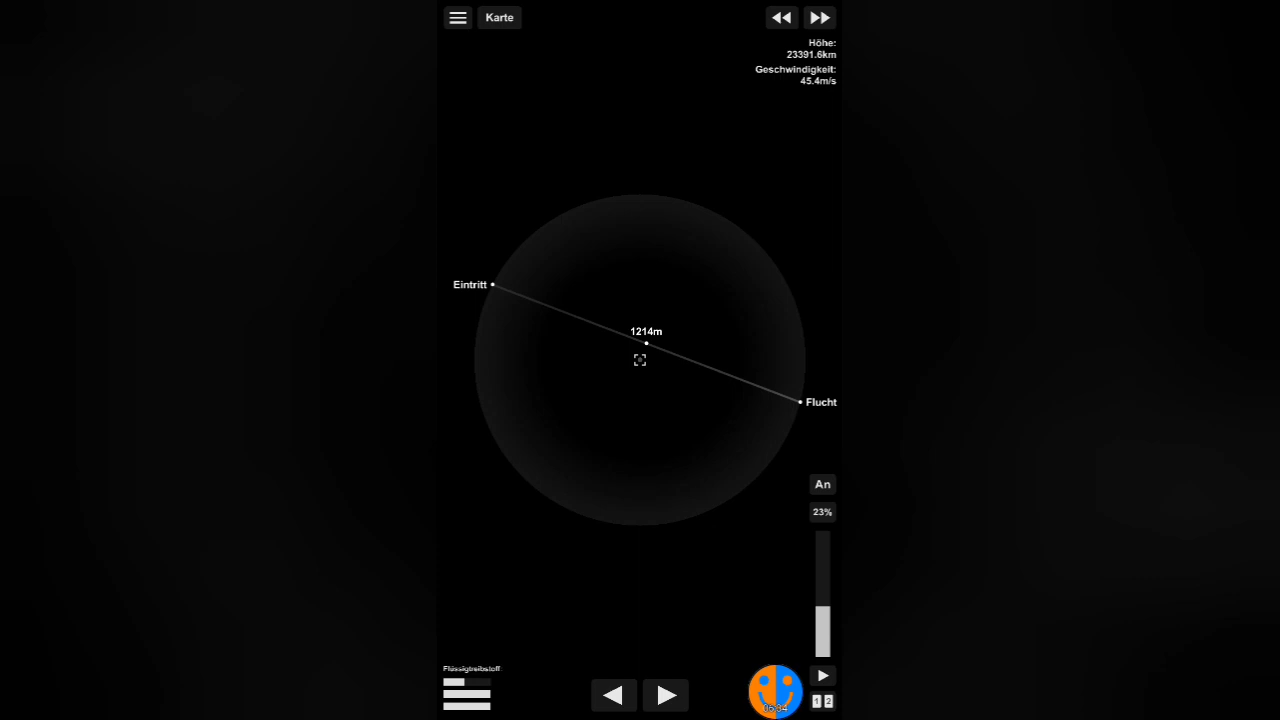 Karte
Höhe:
23391.6km
Geschwindigkeit:
45.4m/s
Eintritt
1214m
Flucht
An
23%
Flüssigtreibstoff
1 2